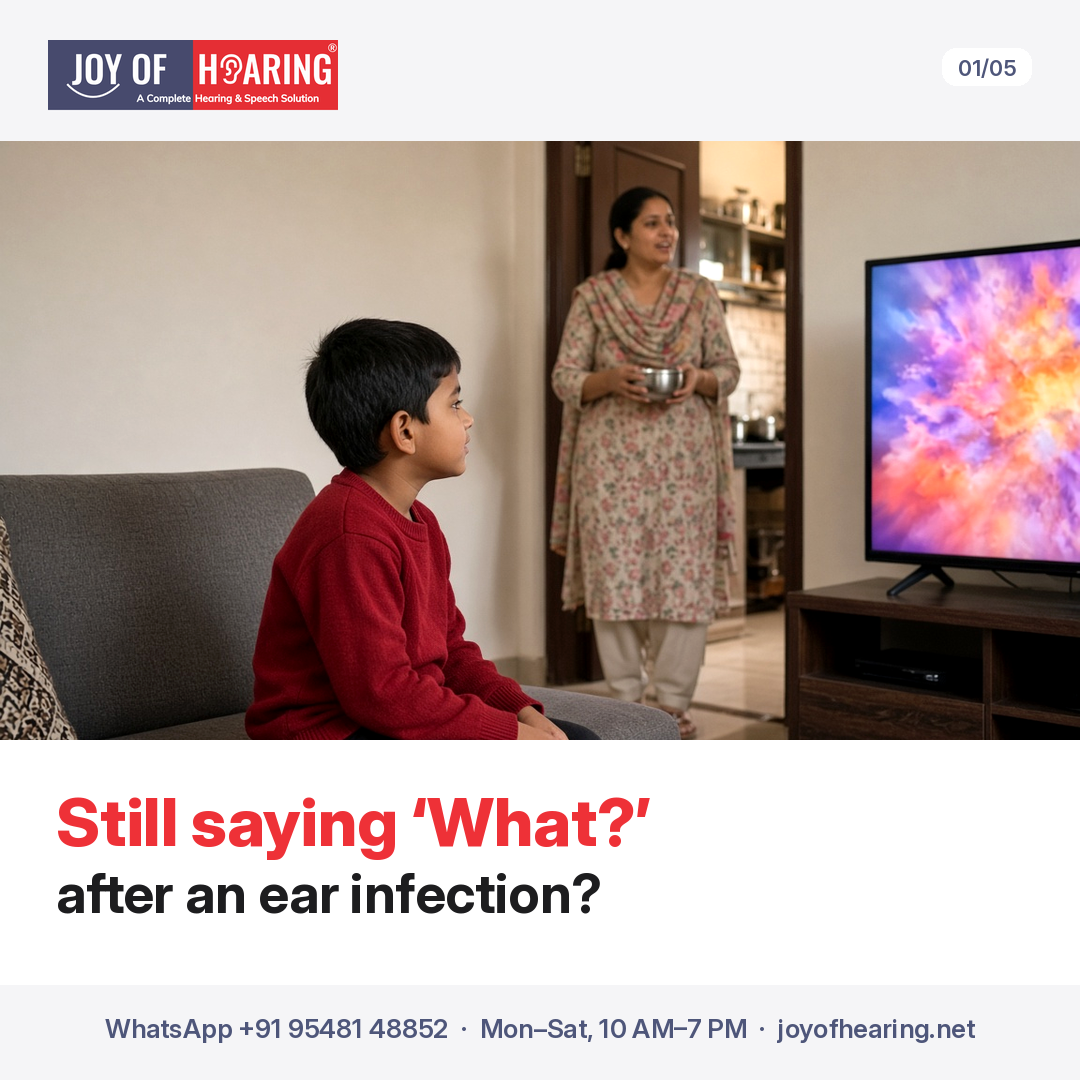 JOY OF HEARING®
A Complete Hearing & Speech Solution
01/05
Still saying ‘What?’
after an ear infection?
WhatsApp +91 95481 48852 · Mon–Sat, 10 AM–7 PM · joyofhearing.net